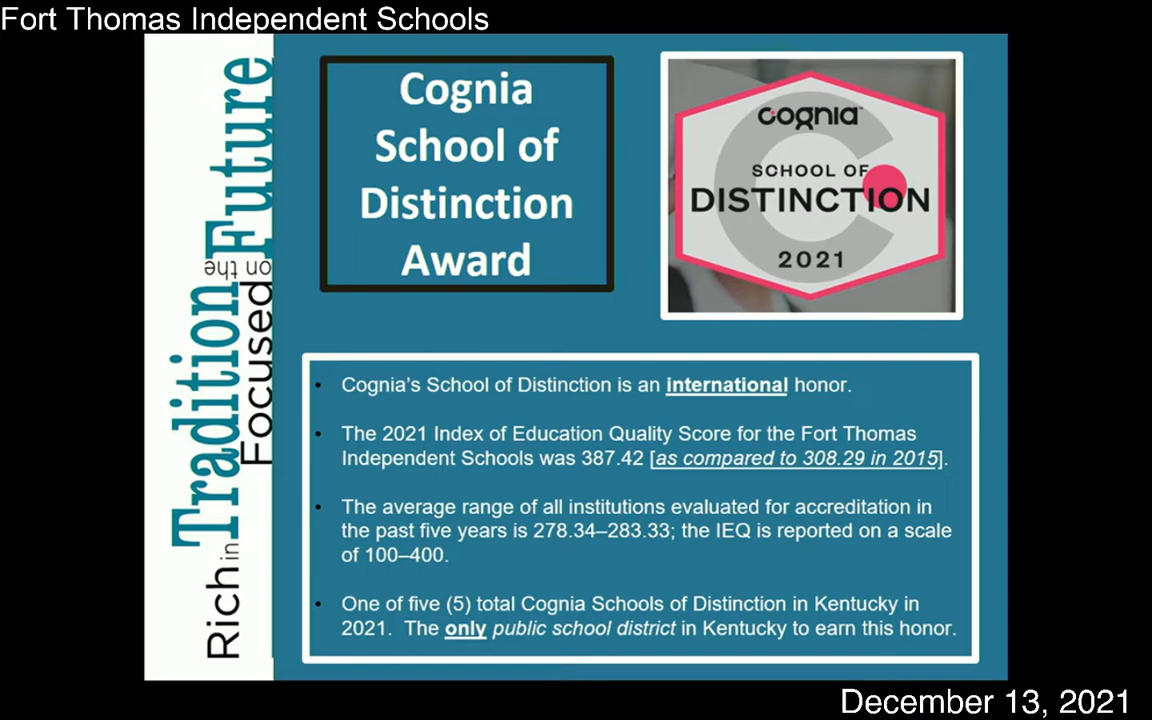 Fort Thomas Independent Schools
Rich in Tradition
Focused on the Future
Cognia
School of
Distinction
Award
cognia™
SCHOOL OF
DISTINCTION
2021
• Cognia's School of Distinction is an international honor.
• The 2021 Index of Education Quality Score for the Fort Thomas
Independent Schools was 387.42 [as compared to 308.29 in 2015].
• The average range of all institutions evaluated for accreditation in
the past five years is 278.34–283.33; the IEQ is reported on a scale
of 100–400.
• One of five (5) total Cognia Schools of Distinction in Kentucky in
2021. The only public school district in Kentucky to earn this honor.
December 13, 2021